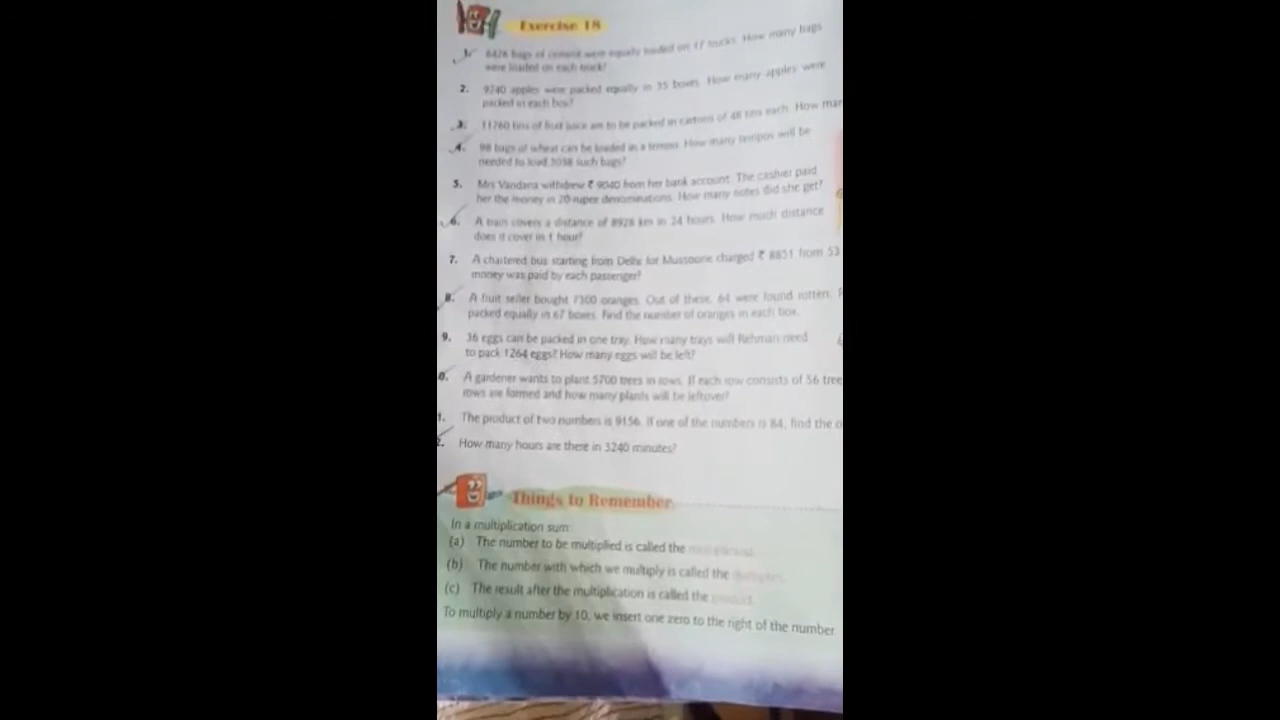 Exercise 18
1. 6426 bags of cement were equally loaded on 17 trucks. How many bags
were loaded on each truck?
2. 9240 apples were packed equally in 35 boxes. How many apples were
packed in each box?
3. 11760 tins of fruit juice are to be packed in cartons of 48 tins each. How man
4. 98 bags of wheat can be loaded in a tempo. How many tempos will be
needed to load such bags?
5. Mrs Vandana withdrew ₹ 9040 from her bank account. The cashier paid
her the money in 20-rupee denominations. How many notes did she get?
6. A train covers a distance of 8928 km in 24 hours. How much distance
does it cover in 1 hour?
7. A chartered bus starting from Delhi for Mussoorie charged ₹ 8851 from 53
money was paid by each passenger?
8. A fruit seller bought 7300 oranges. Out of these, 64 were found rotten.
packed equally in 67 boxes. Find the number of oranges in each box.
9. 36 eggs can be packed in one tray. How many trays will Rehman need
to pack 1264 eggs? How many eggs will be left?
0. A gardener wants to plant 5700 trees in rows. If each row consists of 56 tree
rows are formed and how many plants will be leftover?
1. The product of two numbers is 9156. If one of the numbers is 84, find the o
2. How many hours are there in 3240 minutes?
Things to Remember
In a multiplication sum:
(a) The number to be multiplied is called the multiplicand.
(b) The number with which we multiply is called the multiplier.
(c) The result after the multiplication is called the product.
To multiply a number by 10, we insert one zero to the right of the number